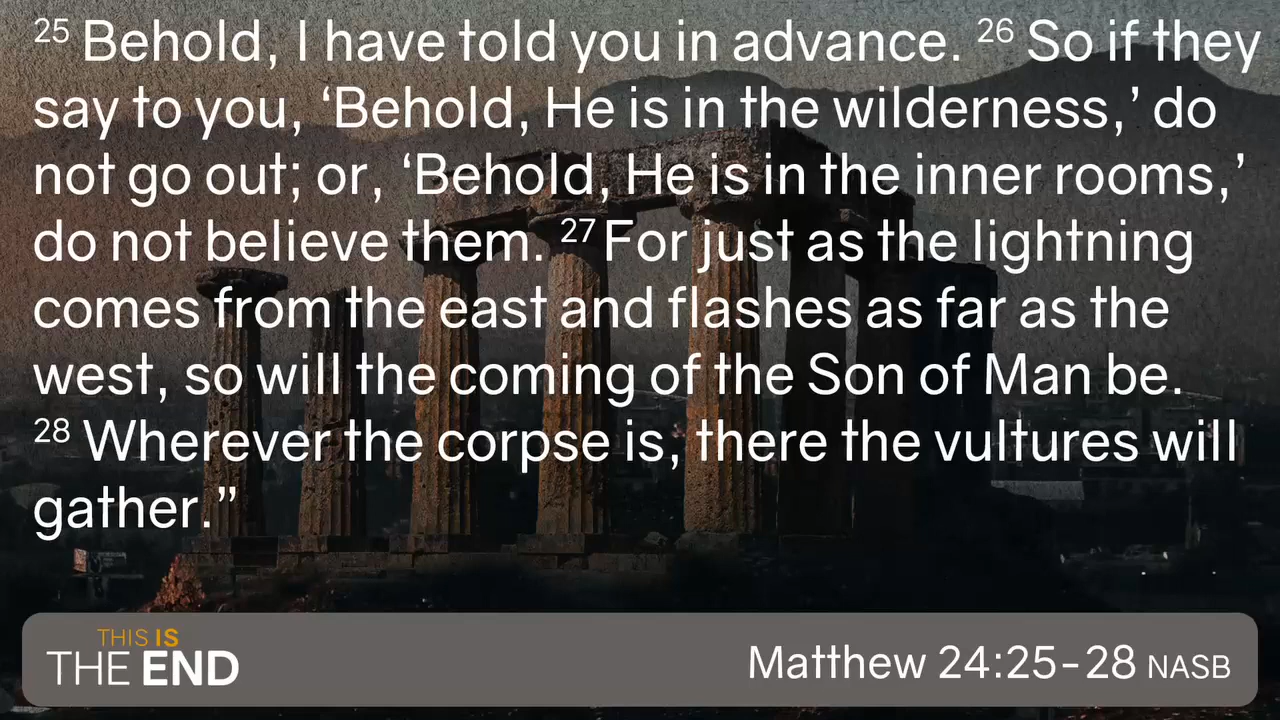 25 Behold, I have told you in advance. 26 So if they
say to you, ‘Behold, He is in the wilderness,’ do
not go out; or, ‘Behold, He is in the inner rooms,’
do not believe them. 27 For just as the lightning
comes from the east and flashes as far as the
west, so will the coming of the Son of Man be.
28 Wherever the corpse is, there the vultures will
gather.”
THIS IS
THE END
Matthew 24:25-28 NASB